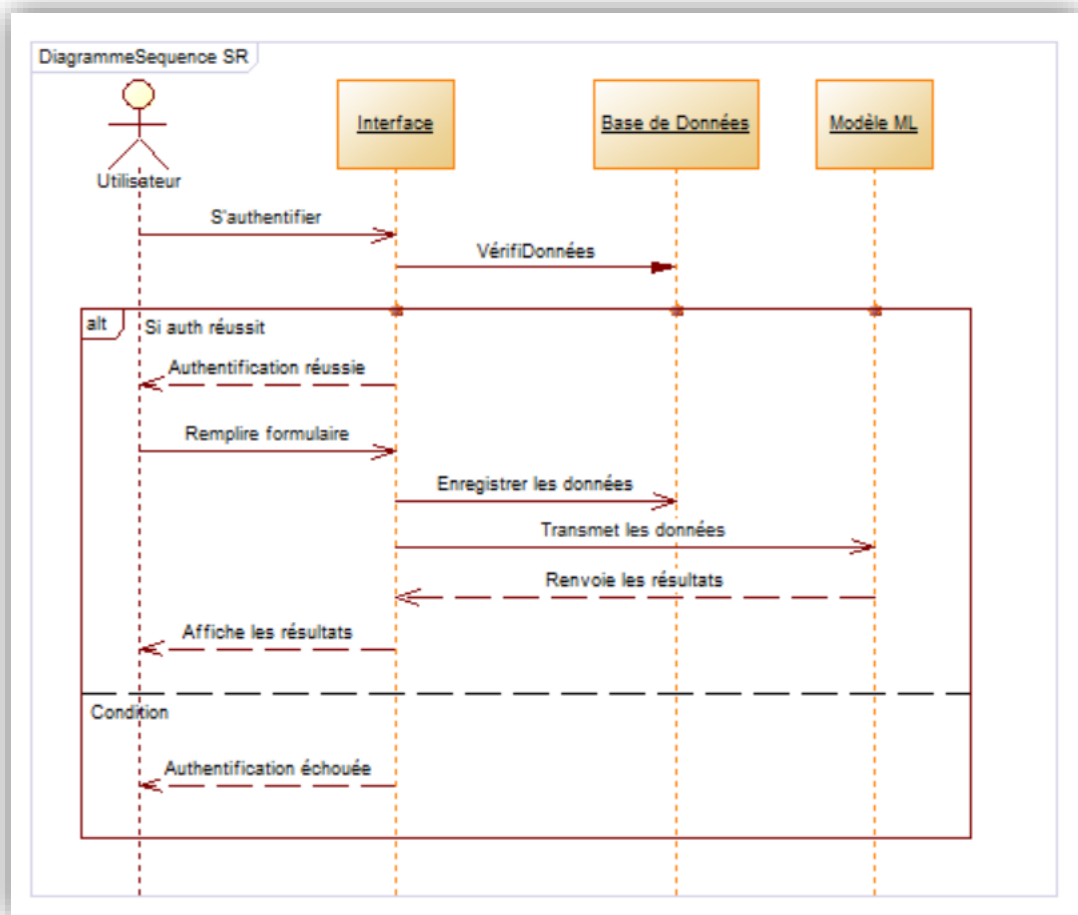 DiagrammeSequence SR
Interface
Base de Données
Modèle ML
Utilisateur
S'authentifier
VérifiDonnées
alt
Si auth réussit
Authentification réussie
Remplire formulaire
Enregistrer les données
Transmet les données
Renvoie les résultats
Affiche les résultats
Condition
Authentification échouée